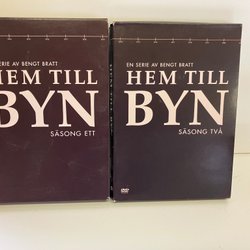 SERIE AV BENGT BRATT
HEM TILL
BYN
SÄSONG ETT
EN SERIE AV BENGT BRATT
HEM TILL
BYN
SÄSONG TVÅ
DVD